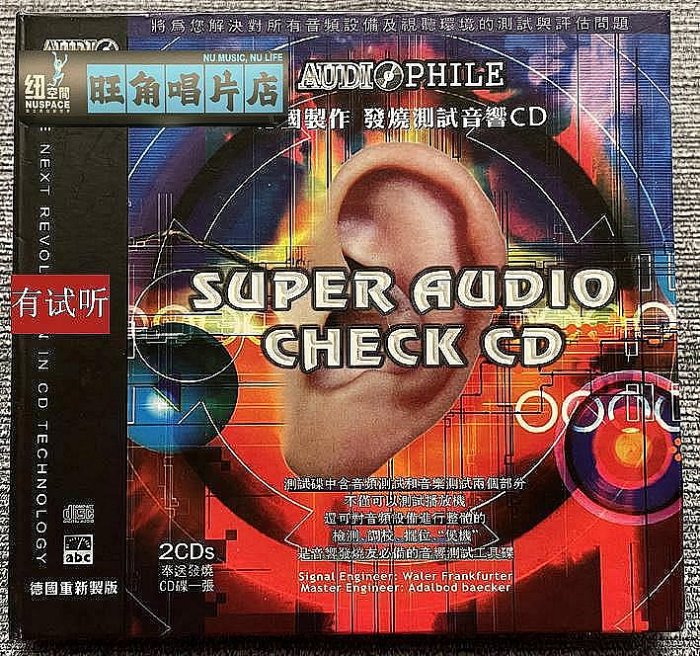 將為您解決對所有音頻設備及視聽環境的測試與評估問題
AUDIO
NU MUSIC, NU LIFE
纽空間
NUSPACE
旺角唱片店
AUDIOPHILE
國製作 發燒測試音響CD
NEXT REVOL
N IN CD TECHNOLOGY
有试听
SUPER AUDIO
CHECK CD
測試碟中含音頻測試和音樂測試兩個部分
不僅可以測試播放機
還可對音頻設備進行整體的
檢測、調校、擺位、"煲機"
是音響發燒友必備的音響測試工具碟
Signal Engineer: Waler Frankfurter
Master Engineer: Adalbod baecker
COMPACT
disc
DIGITAL AUDIO
abc
2CDs
奉送發燒
CD碟一張
德國重新製版